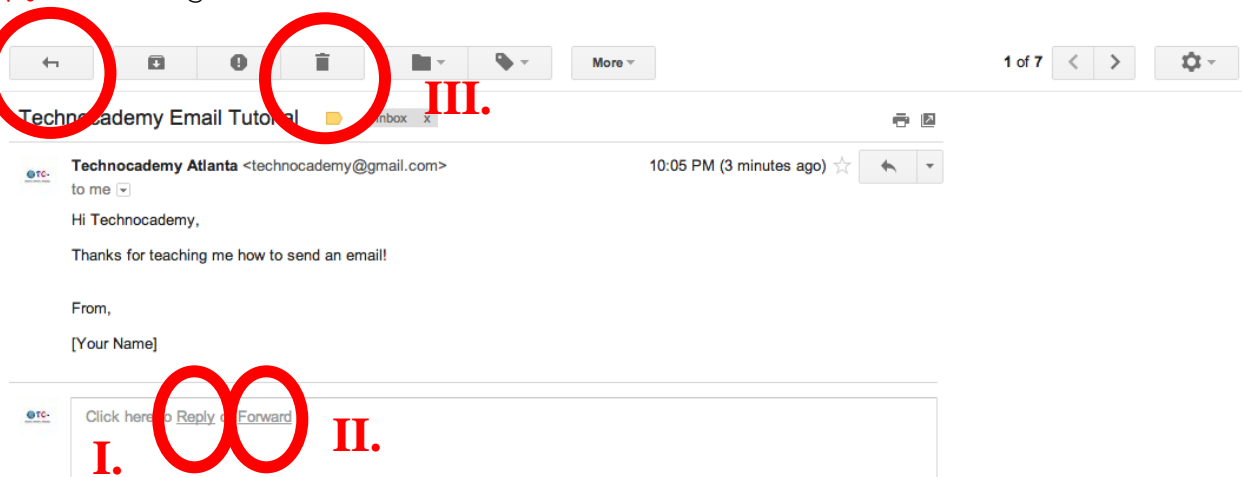 More
1 of 7
III.
Technocademy Email Tutorial
Inbox x
Technocademy Atlanta <technocademy@gmail.com>
10:05 PM (3 minutes ago)
to me
Hi Technocademy,
Thanks for teaching me how to send an email!
From,
[Your Name]
Click here to Reply or Forward
I.
II.